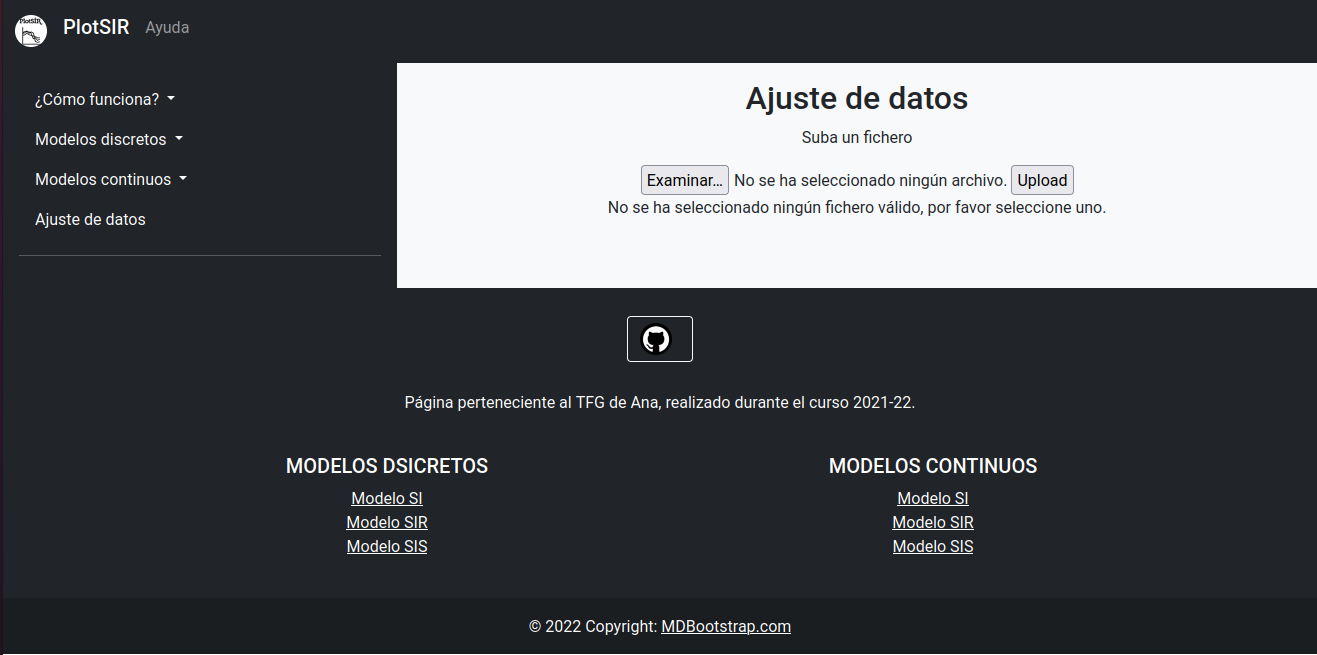 PlotSIR
PlotSIR Ayuda
¿Cómo funciona?
Modelos discretos
Modelos continuos
Ajuste de datos
Ajuste de datos
Suba un fichero
Examinar... No se ha seleccionado ningún archivo. Upload
No se ha seleccionado ningún fichero válido, por favor seleccione uno.
Página perteneciente al TFG de Ana, realizado durante el curso 2021-22.
MODELOS DSICRETOS
Modelo SI
Modelo SIR
Modelo SIS
MODELOS CONTINUOS
Modelo SI
Modelo SIR
Modelo SIS
© 2022 Copyright: MDBootstrap.com